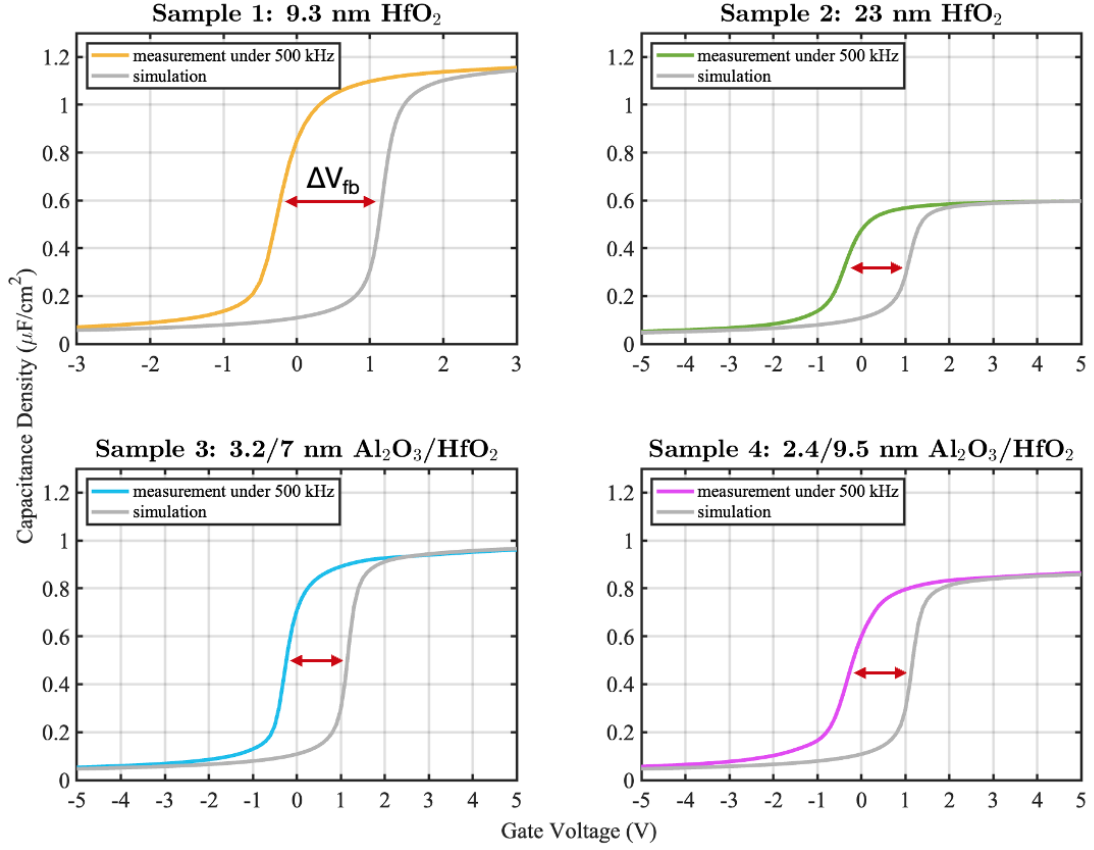 Sample 1: 9.3 nm HfO₂
measurement under 500 kHz
simulation
ΔV_fb
1.2
1
0.8
0.6
0.4
0.2
0
-3 -2 -1 0 1 2 3
Sample 2: 23 nm HfO₂
measurement under 500 kHz
simulation
1.2
1
0.8
0.6
0.4
0.2
0
-5 -4 -3 -2 -1 0 1 2 3 4 5
Capacitance Density (μF/cm²)
Sample 3: 3.2/7 nm Al₂O₃/HfO₂
measurement under 500 kHz
simulation
1.2
1
0.8
0.6
0.4
0.2
0
-5 -4 -3 -2 -1 0 1 2 3 4 5
Sample 4: 2.4/9.5 nm Al₂O₃/HfO₂
measurement under 500 kHz
simulation
1.2
1
0.8
0.6
0.4
0.2
0
-5 -4 -3 -2 -1 0 1 2 3 4 5
Gate Voltage (V)